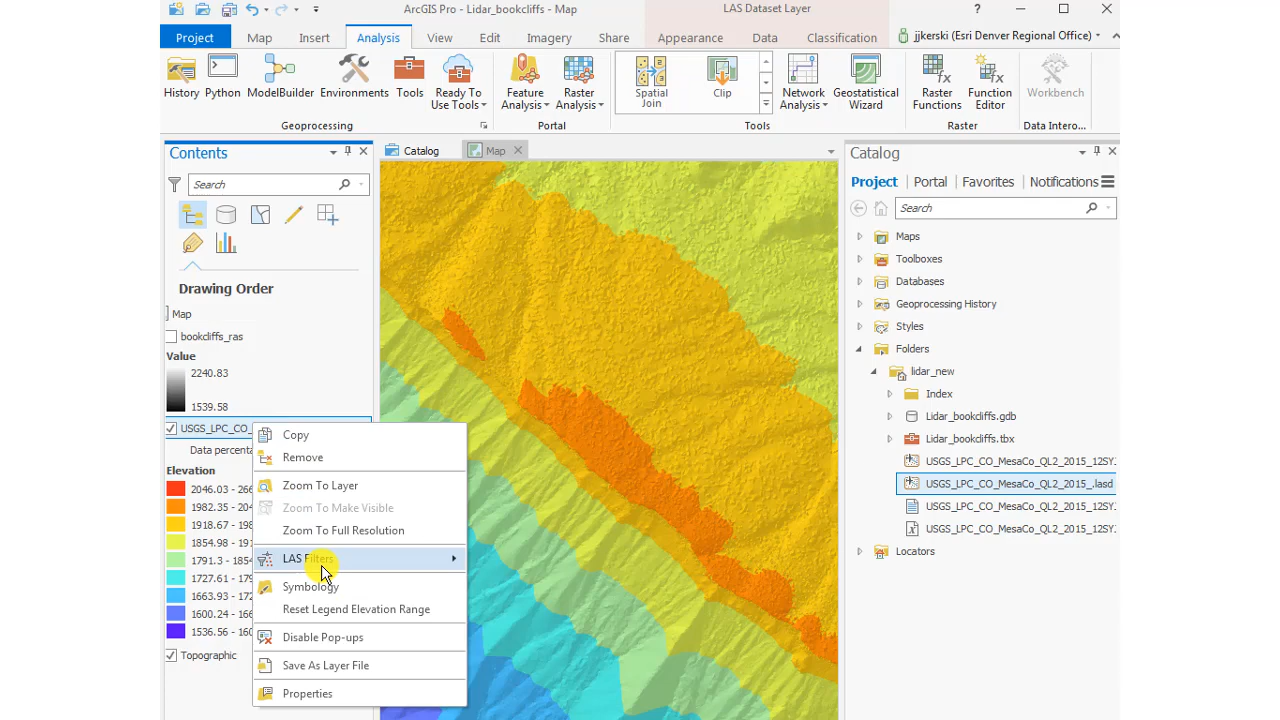 ArcGIS Pro - Lidar_bookcliffs - Map
LAS Dataset Layer
?
Project
Map
Insert
Analysis
View
Edit
Imagery
Share
Appearance
Data
Classification
jjkerski (Esri Denver Regional Office)
History
Python
ModelBuilder
Environments
Tools
Ready To
Use Tools
Feature
Analysis
Raster
Analysis
Spatial
Join
Clip
Network
Analysis
Geostatistical
Wizard
Raster
Functions
Function
Editor
Workbench
Geoprocessing
Portal
Tools
Raster
Data Intero...
Contents
Search
Drawing Order
Map
bookcliffs_ras
Value
2240.83
1539.58
USGS_LPC_CO_
Data percenta
Elevation
2046.03 - 266
1982.35 - 204
1918.67 - 198
1854.98 - 191
1791.3 - 1854
1727.61 - 179
1663.93 - 172
1600.24 - 166
1536.56 - 160
Topographic
Copy
Remove
Zoom To Layer
Zoom To Make Visible
Zoom To Full Resolution
LAS Filters
Symbology
Reset Legend Elevation Range
Disable Pop-ups
Save As Layer File
Properties
Catalog
Map
Catalog
Project
Portal
Favorites
Notifications
Search
Maps
Toolboxes
Databases
Geoprocessing History
Styles
Folders
lidar_new
Index
Lidar_bookcliffs.gdb
Lidar_bookcliffs.tbx
USGS_LPC_CO_MesaCo_QL2_2015_12SYJ
USGS_LPC_CO_MesaCo_QL2_2015_.lasd
USGS_LPC_CO_MesaCo_QL2_2015_12SYJ
USGS_LPC_CO_MesaCo_QL2_2015_12SYJ
Locators